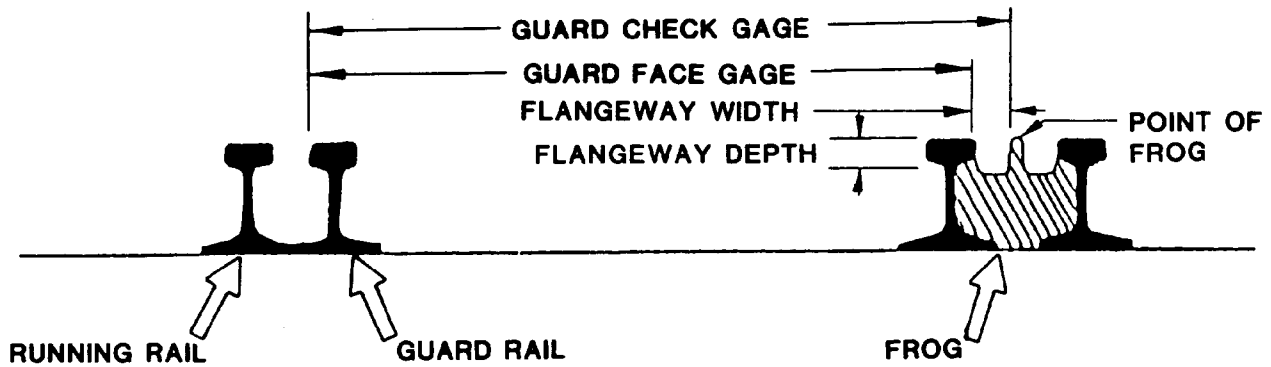 GUARD CHECK GAGE
GUARD FACE GAGE
FLANGEWAY WIDTH
FLANGEWAY DEPTH
POINT OF
FROG
RUNNING RAIL
GUARD RAIL
FROG